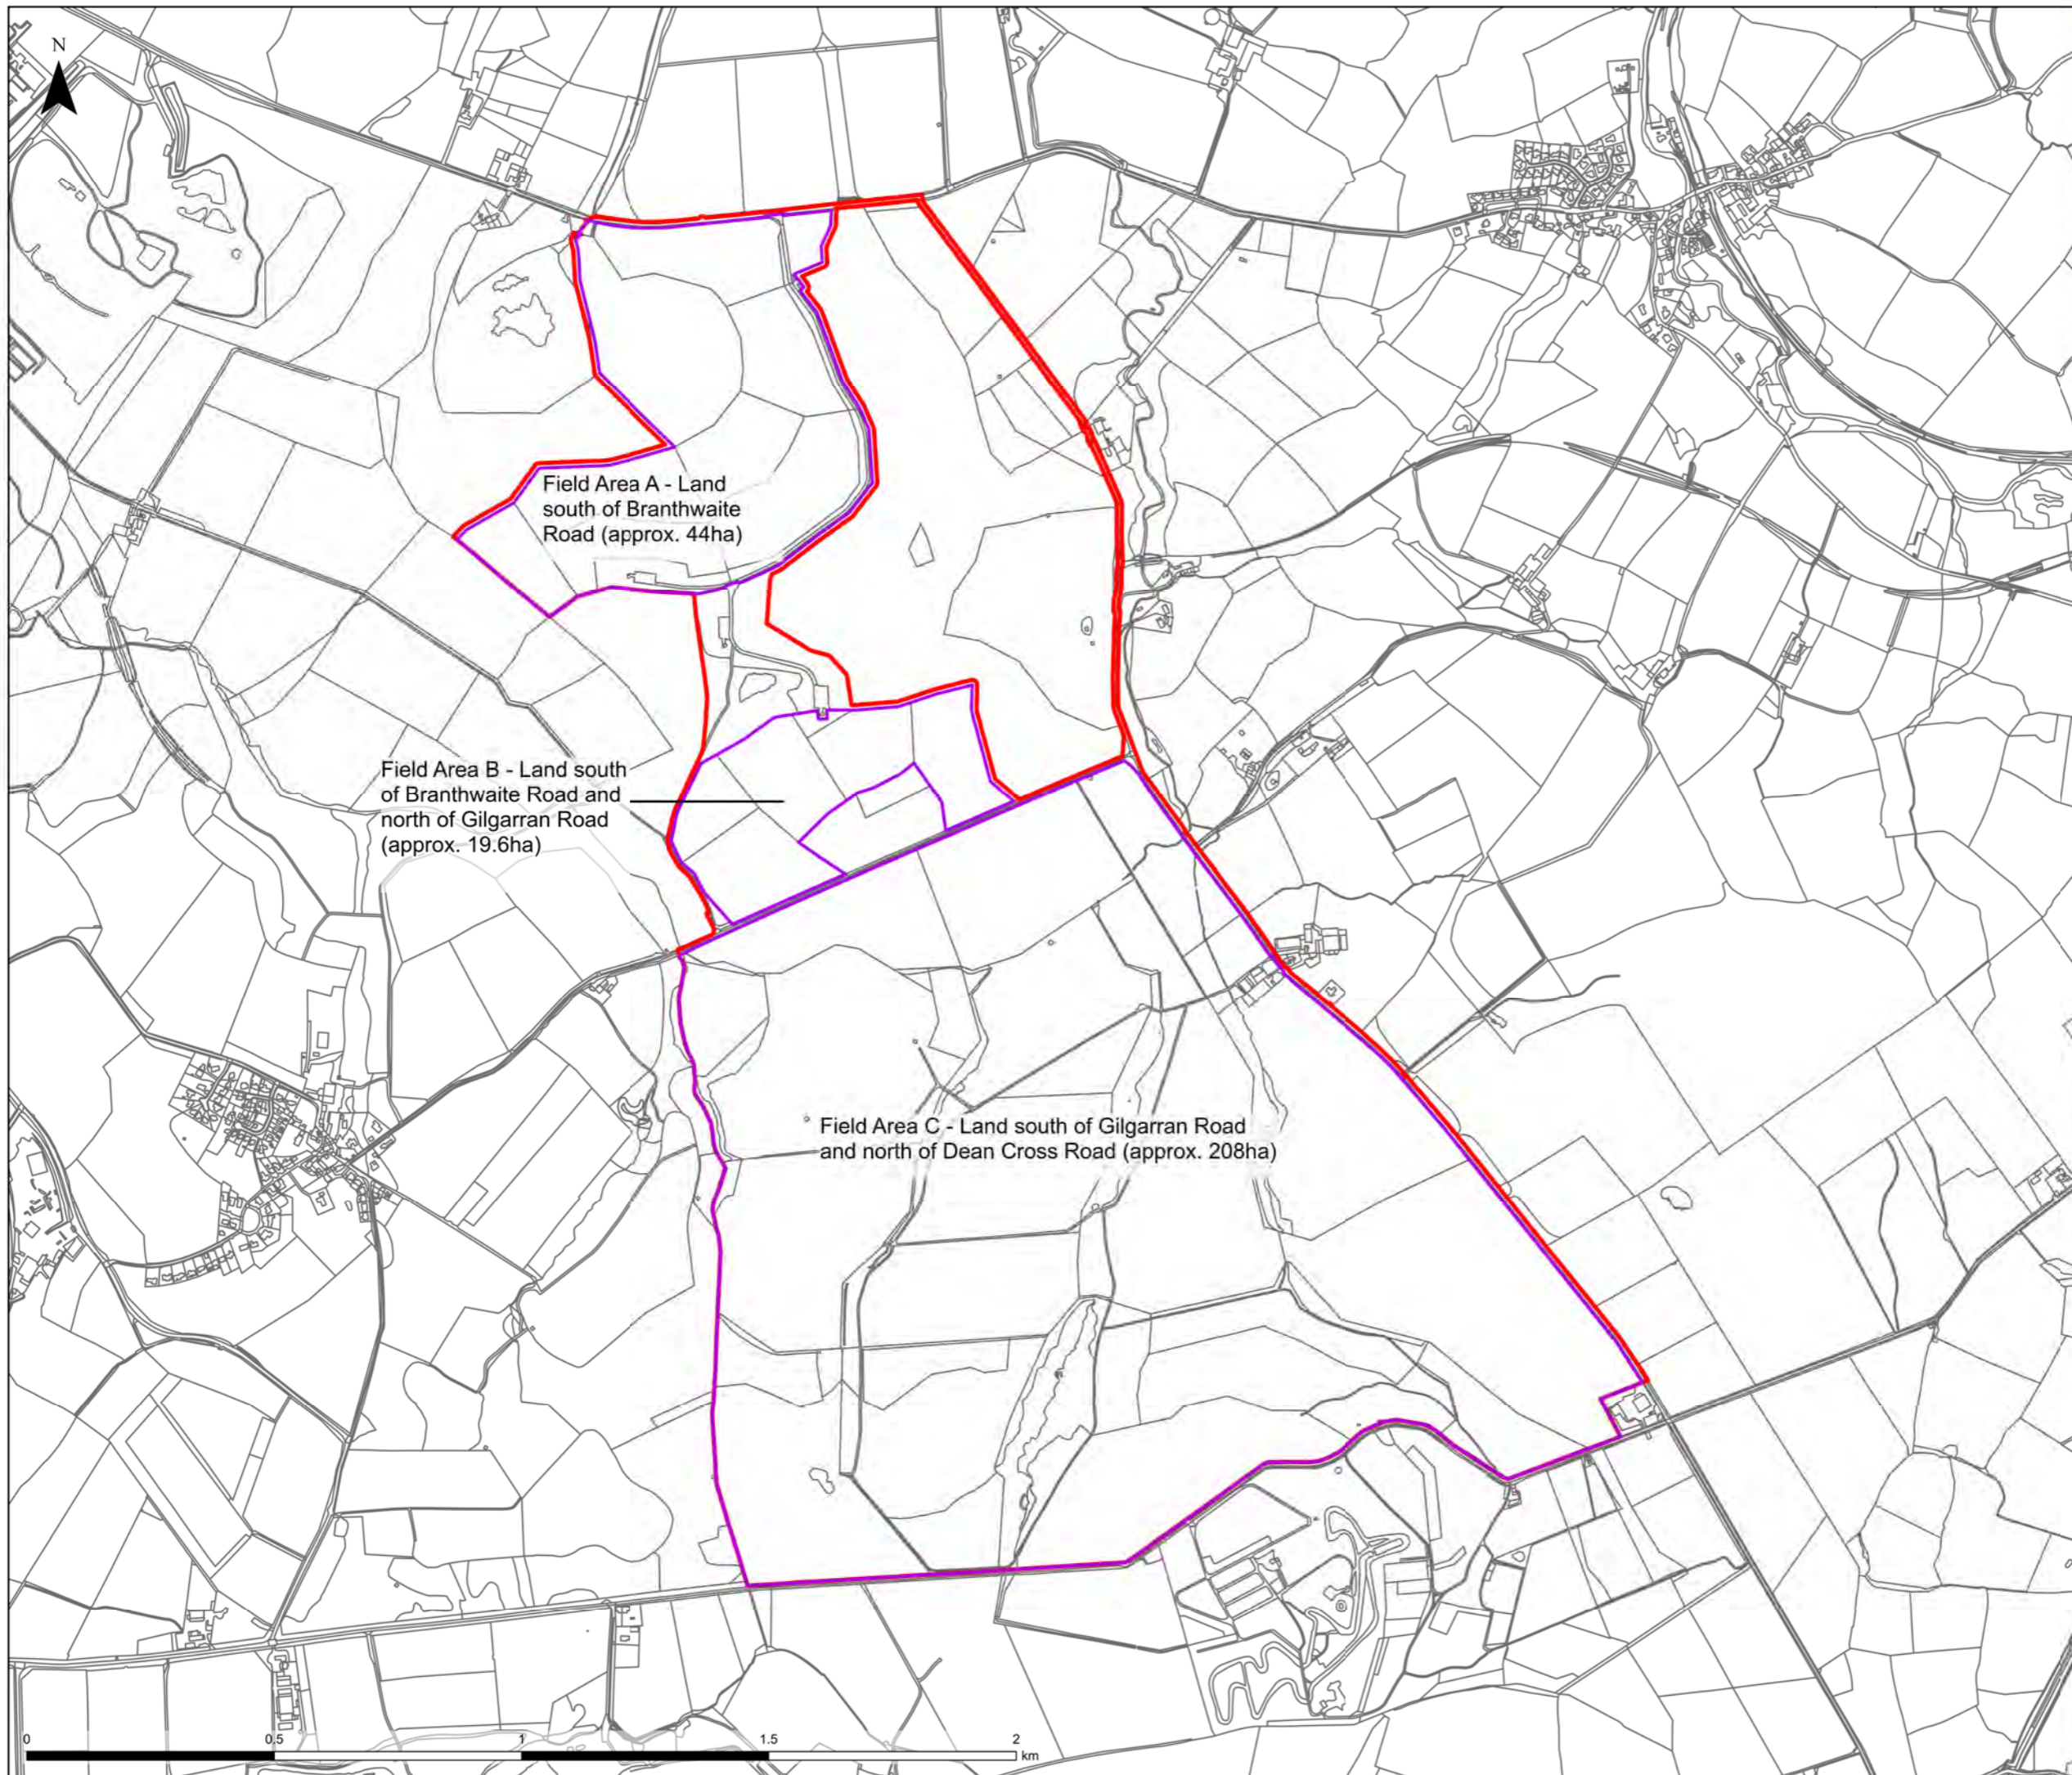 N
Field Area A - Land
south of Branthwaite
Road (approx. 44ha)
Field Area B - Land south
of Branthwaite Road and
north of Gilgarran Road
(approx. 19.6ha)
Field Area C - Land south of Gilgarran Road
and north of Dean Cross Road (approx. 208ha)
0 0.5 1 1.5 2
km